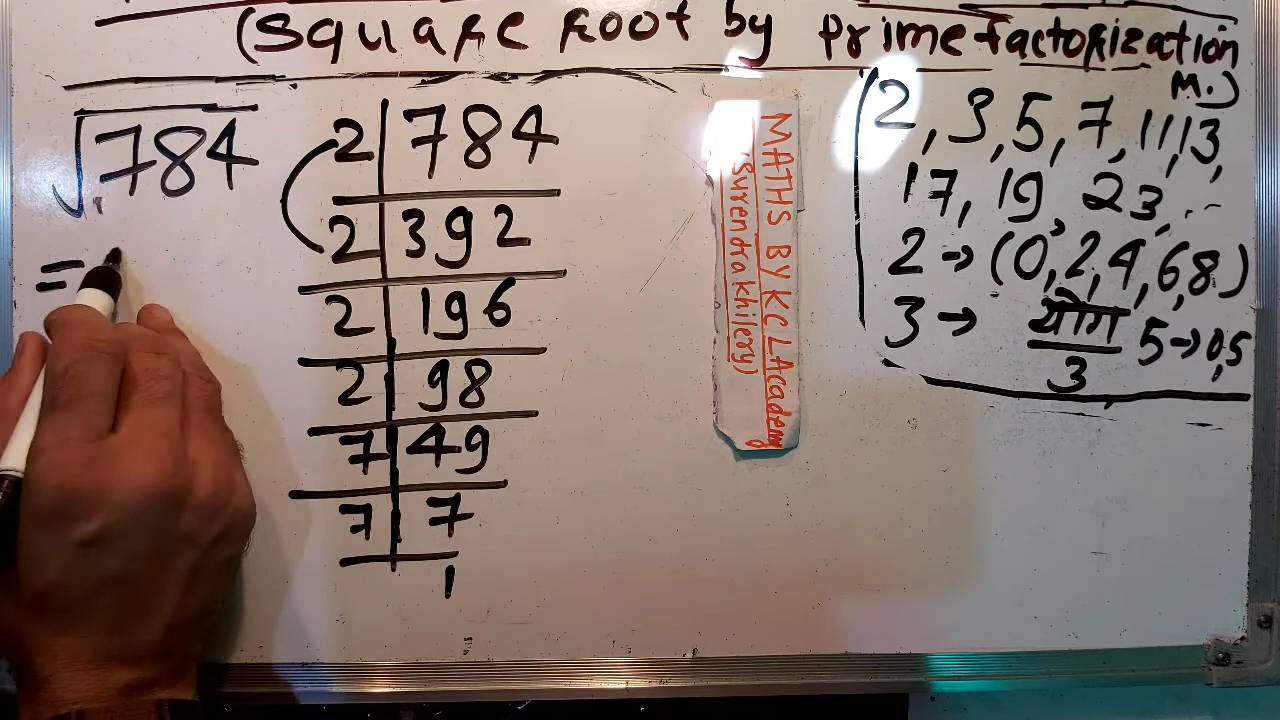 (Square Root by Prime factorization
M.)
√784
=
2 | 784
2 | 392
2 | 196
2 | 98
7 | 49
7 | 7
1
MATHS BY KCL Academy
(Surendra Khilery)
2, 3, 5, 7, 11, 13,
17, 19, 23, ..
2 → (0, 2, 4, 6, 8)
3 → योग/3 5 → 0, 5